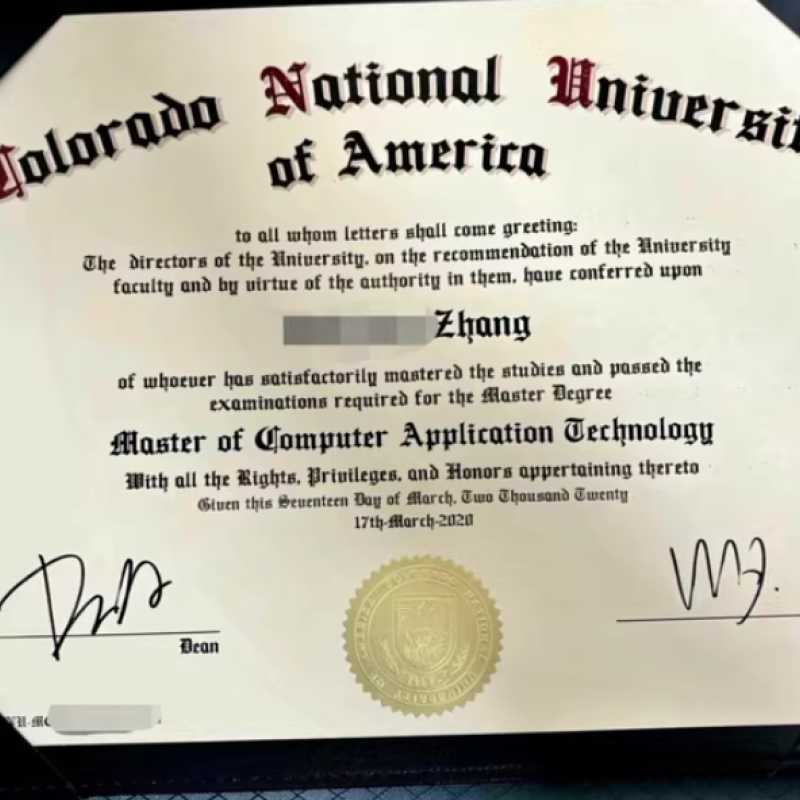 Colorado National Universit
of America
to all whom letters shall come greeting:
The directors of the University, on the recommendation of the University
faculty and by virtue of the authority in them, have conferred upon
Zhang
of whoever has satisfactorily mastered the studies and passed the
examinations required for the Master Degree
Master of Computer Application Technology
With all the Rights, Privileges, and Honors appertaining thereto
Given this Seventeen Day of March, Two Thousand Twenty
17th-March-2020
Dean